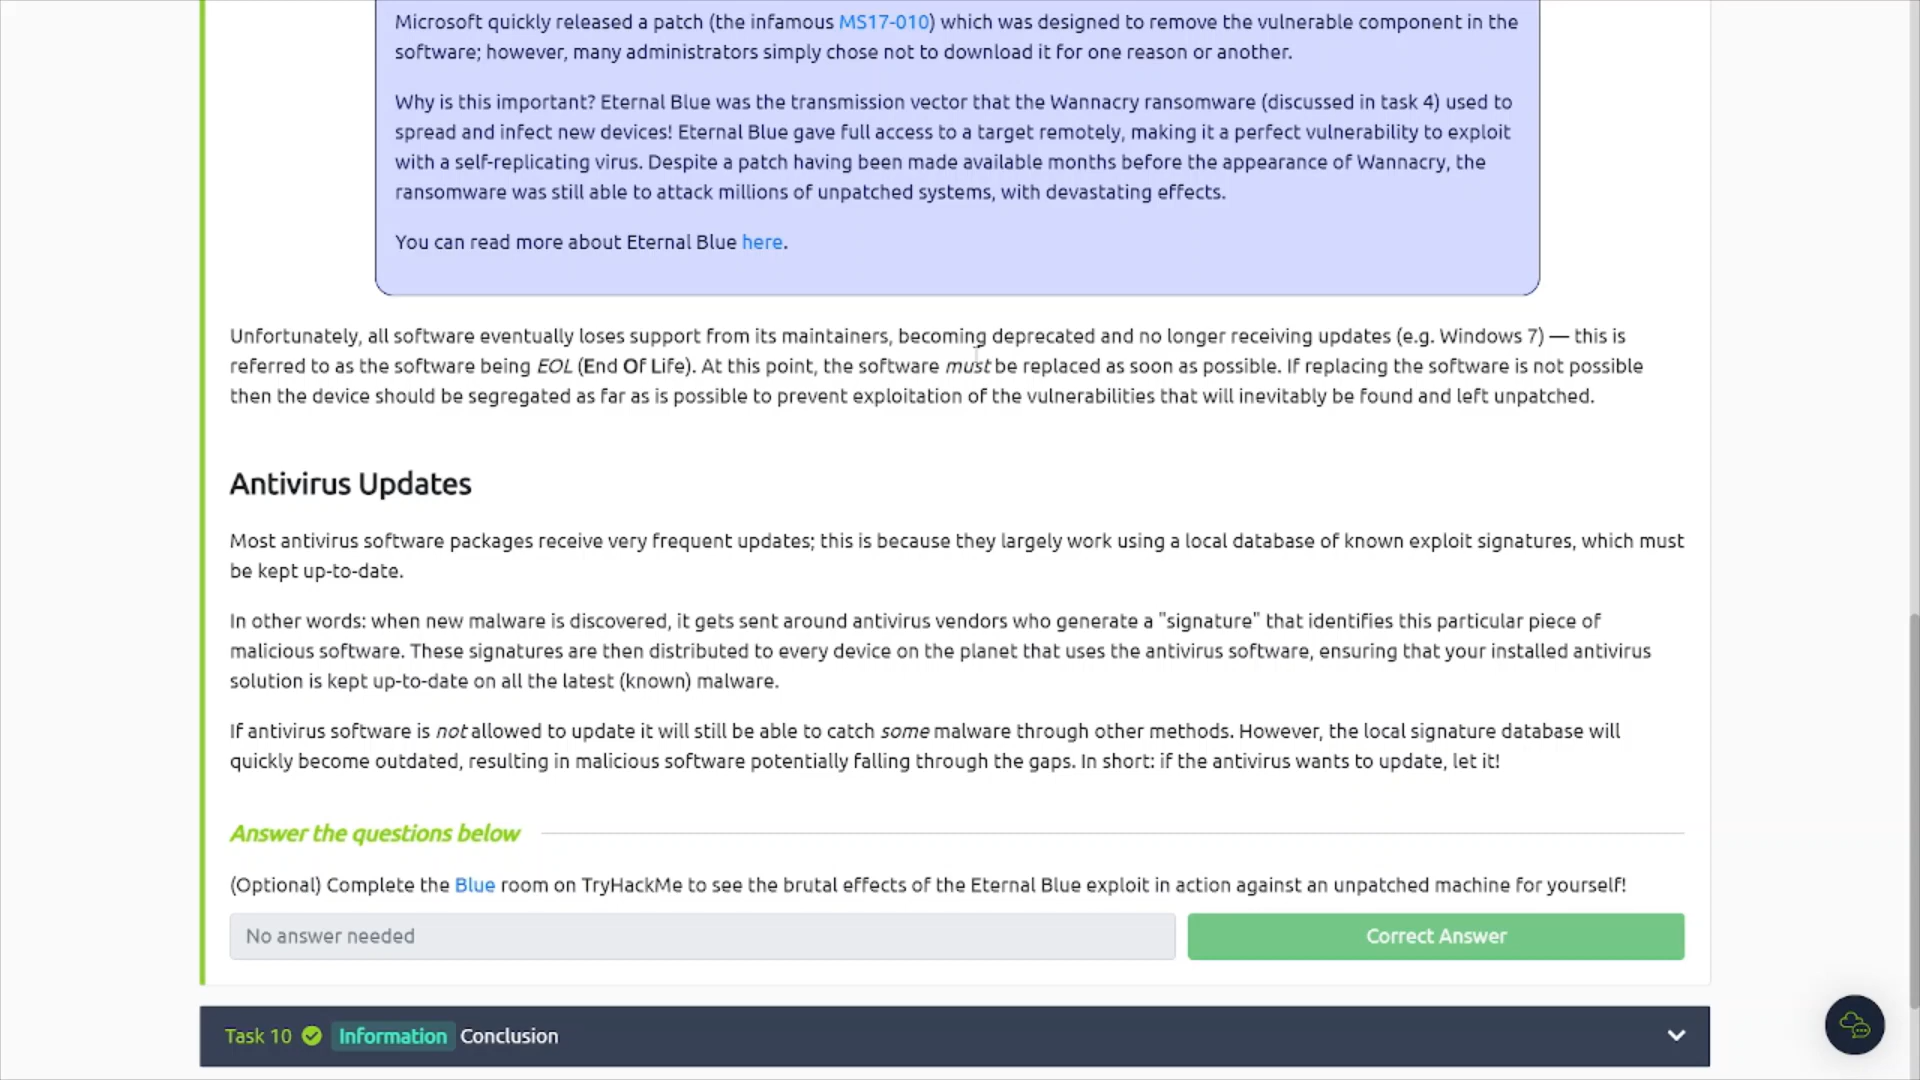 Microsoft quickly released a patch (the infamous MS17-010) which was designed to remove the vulnerable component in the
software; however, many administrators simply chose not to download it for one reason or another.
Why is this important? Eternal Blue was the transmission vector that the Wannacry ransomware (discussed in task 4) used to
spread and infect new devices! Eternal Blue gave full access to a target remotely, making it a perfect vulnerability to exploit
with a self-replicating virus. Despite a patch having been made available months before the appearance of Wannacry, the
ransomware was still able to attack millions of unpatched systems, with devastating effects.
You can read more about Eternal Blue here.
Unfortunately, all software eventually loses support from its maintainers, becoming deprecated and no longer receiving updates (e.g. Windows 7) — this is
referred to as the software being EOL (End Of Life). At this point, the software must be replaced as soon as possible. If replacing the software is not possible
then the device should be segregated as far as is possible to prevent exploitation of the vulnerabilities that will inevitably be found and left unpatched.
Antivirus Updates
Most antivirus software packages receive very frequent updates; this is because they largely work using a local database of known exploit signatures, which must
be kept up-to-date.
In other words: when new malware is discovered, it gets sent around antivirus vendors who generate a "signature" that identifies this particular piece of
malicious software. These signatures are then distributed to every device on the planet that uses the antivirus software, ensuring that your installed antivirus
solution is kept up-to-date on all the latest (known) malware.
If antivirus software is not allowed to update it will still be able to catch some malware through other methods. However, the local signature database will
quickly become outdated, resulting in malicious software potentially falling through the gaps. In short: if the antivirus wants to update, let it!
Answer the questions below
(Optional) Complete the Blue room on TryHackMe to see the brutal effects of the Eternal Blue exploit in action against an unpatched machine for yourself!
No answer needed
Correct Answer
Task 10 Information Conclusion